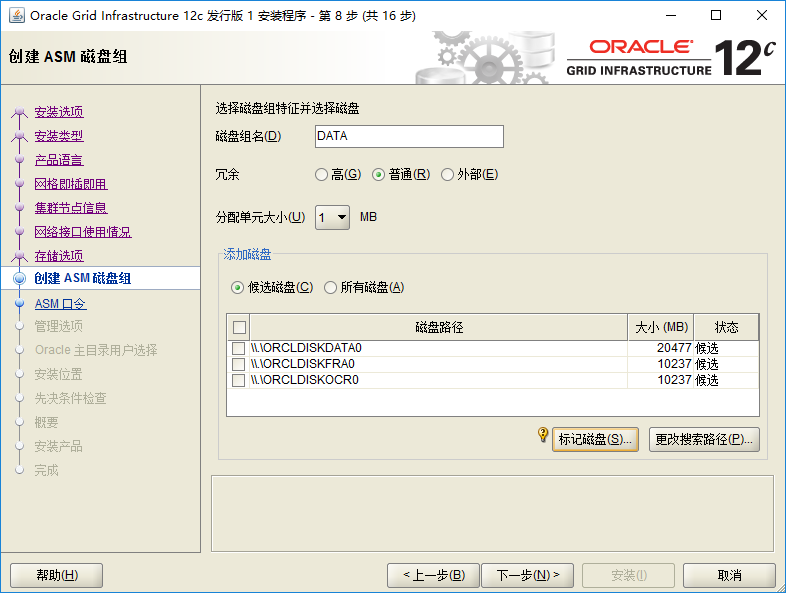 Oracle Grid Infrastructure 12c 发行版 1 安装程序 - 第 8 步 (共 16 步)
创建 ASM 磁盘组
ORACLE®
GRID INFRASTRUCTURE
12c
安装选项
安装类型
产品语言
网格即插即用
集群节点信息
网络接口使用情况
存储选项
创建 ASM 磁盘组
ASM 口令
管理选项
Oracle 主目录用户选择
安装位置
先决条件检查
概要
安装产品
完成
选择磁盘组特征并选择磁盘
磁盘组名(D) DATA
冗余 高(G) 普通(R) 外部(E)
分配单元大小(U) 1 MB
添加磁盘
候选磁盘(C) 所有磁盘(A)
磁盘路径 大小 (MB) 状态
\\.\ORCLDISKDATA0 20477 候选
\\.\ORCLDISKFRA0 10237 候选
\\.\ORCLDISKOCR0 10237 候选
标记磁盘(S)... 更改搜索路径(P)...
帮助(H) < 上一步(B) 下一步(N) > 安装(I) 取消